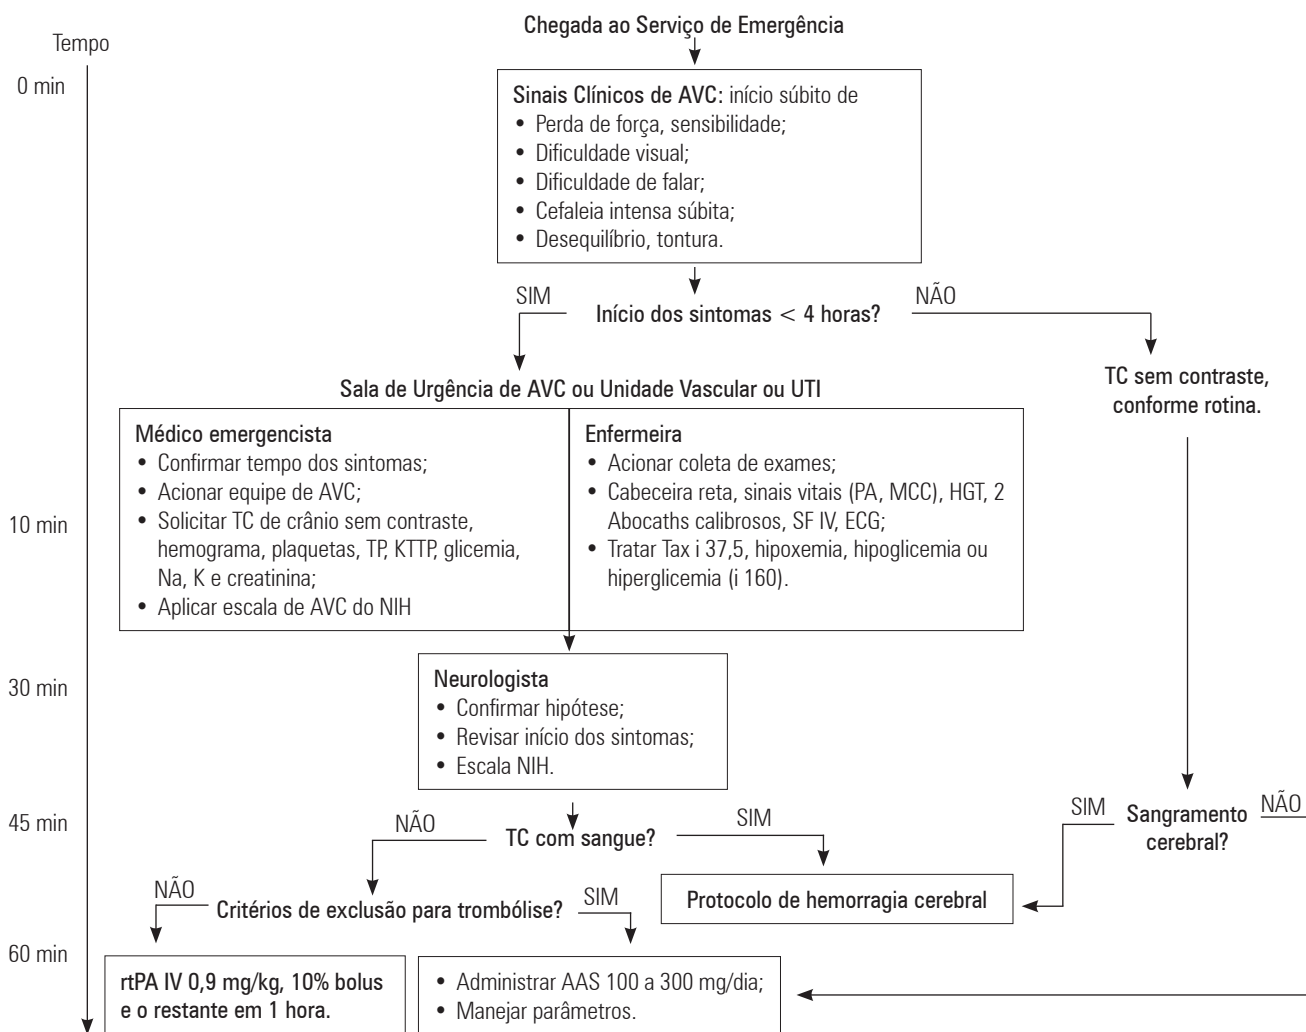 Chegada ao Serviço de Emergência
Tempo
0 min
Sinais Clínicos de AVC: início súbito de
• Perda de força, sensibilidade;
• Dificuldade visual;
• Dificuldade de falar;
• Cefaleia intensa súbita;
• Desequilíbrio, tontura.
SIM
Início dos sintomas < 4 horas?
NÃO
Sala de Urgência de AVC ou Unidade Vascular ou UTI
TC sem contraste,
conforme rotina.
Médico emergencista
• Confirmar tempo dos sintomas;
• Acionar equipe de AVC;
• Solicitar TC de crânio sem contraste,
hemograma, plaquetas, TP, KTTP, glicemia,
Na, K e creatinina;
• Aplicar escala de AVC do NIH
Enfermeira
• Acionar coleta de exames;
• Cabeceira reta, sinais vitais (PA, MCC), HGT, 2
Abocaths calibrosos, SF IV, ECG;
• Tratar Tax i 37,5, hipoxemia, hipoglicemia ou
hiperglicemia (i 160).
10 min
30 min
Neurologista
• Confirmar hipótese;
• Revisar início dos sintomas;
• Escala NIH.
45 min
NÃO
TC com sangue?
SIM
SIM
Sangramento
cerebral?
NÃO
Protocolo de hemorragia cerebral
NÃO
Critérios de exclusão para trombólise?
SIM
60 min
rtPA IV 0,9 mg/kg, 10% bolus
e o restante em 1 hora.
• Administrar AAS 100 a 300 mg/dia;
• Manejar parâmetros.